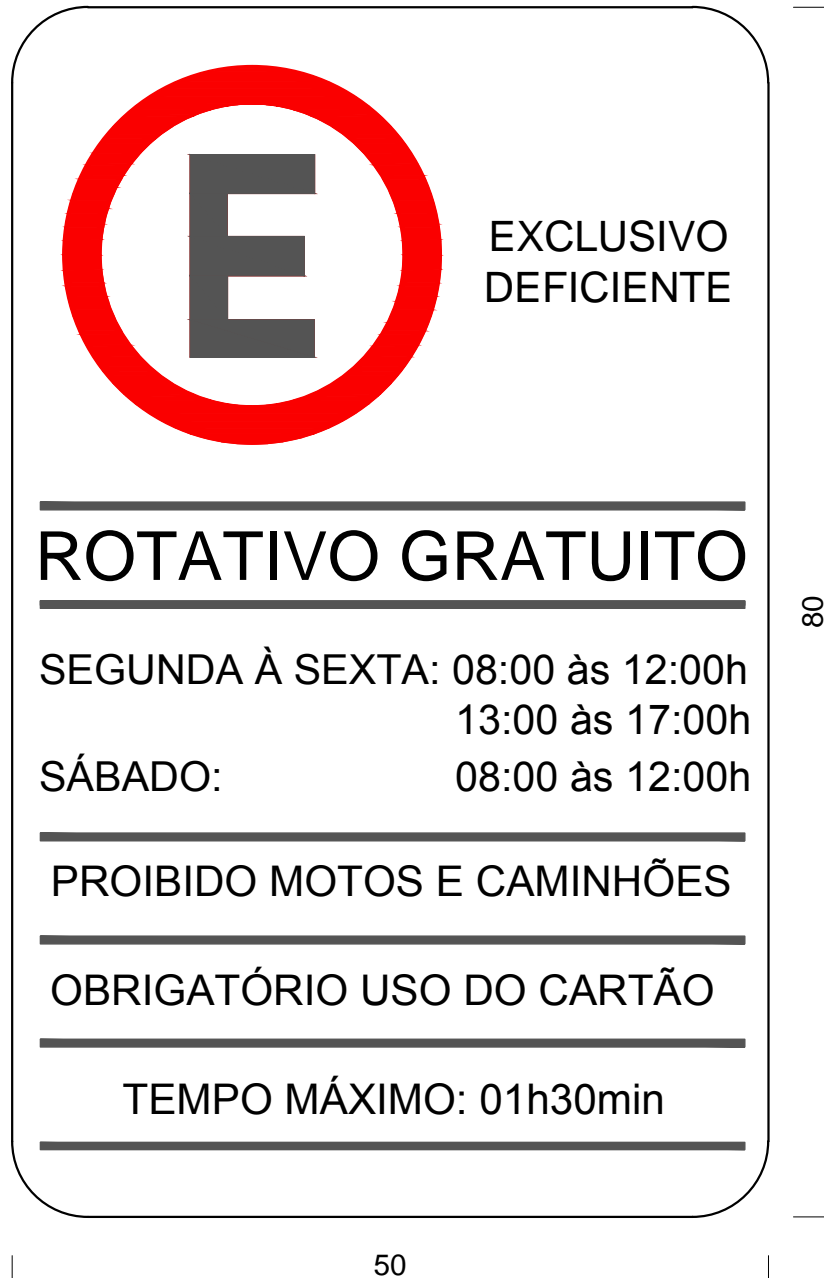 E
EXCLUSIVO
DEFICIENTE
ROTATIVO GRATUITO
SEGUNDA À SEXTA: 08:00 às 12:00h
13:00 às 17:00h
SÁBADO: 08:00 às 12:00h
PROIBIDO MOTOS E CAMINHÕES
OBRIGATÓRIO USO DO CARTÃO
TEMPO MÁXIMO: 01h30min
80
50